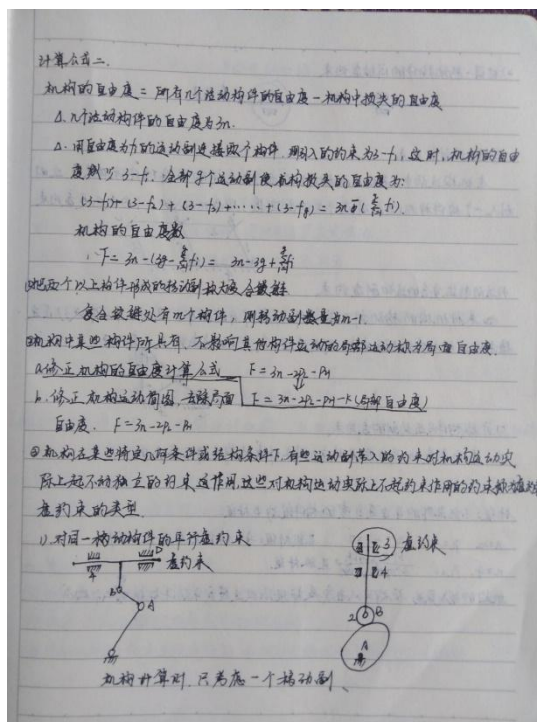 计算公式二.
机构的自由度 = 所有n个活动构件的自由度 - 机构中损失的自由度
Δ. n个活动构件的自由度为3n.
Δ. 用自由度为f的运动副连接两个构件, 则引入的约束为3-f, 这时, 机构的自由
度减少 3-f. 全部g个运动副使机构损失的自由度为:
(3-f₁)+(3-f₂)+(3-f₃)+……+(3-fg) =
机构的自由度数
F = 3n-(3g-Σfi) = 3n-3g+Σfi
两个以上构件形成的转动副称为复合铰链
复合铰链处有m个构件, 则转动副数量为m-1.
机构中某些构件所具有、不影响其他构件运动的局部运动称为局部自由度.
a. 修正机构的自由度计算公式 F=3n-2PL-PH
b. 修正机构运动简图, 去除局部 F=3n-2PL-PH-K(局部自由度)
自由度. F=3n-2PL-PH
④机构在某些特定几何条件或结构条件下, 有些运动副带入的约束对机构运动实
际上起不动独立的约束这作用, 这些对机构运动实际上不起约束作用的约束称为虚约
虚约束的类型
1). 对同一移动构件的平行虚约束
D 虚约束
B
A
3 虚约束
4
2 B
A
机构计算时, 只考虑一个移动副、